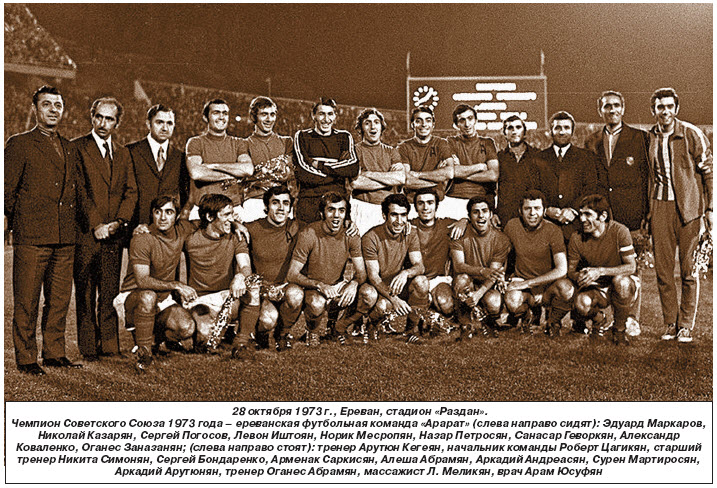 28 октября 1973 г., Ереван, стадион «Раздан».
Чемпион Советского Союза 1973 года – ереванская футбольная команда «Арарат» (слева направо сидят): Эдуард Маркаров,
Николай Казарян, Сергей Погосов, Левон Иштоян, Норик Месропян, Назар Петросян, Санасар Геворкян, Александр
Коваленко, Оганес Заназанян; (слева направо стоят): тренер Арутюн Кегеян, начальник команды Роберт Цагикян, старший
тренер Никита Симонян, Сергей Бондаренко, Арменак Саркисян, Алеша Абрамян, Аркадий Андреасян, Сурен Мартиросян,
Аркадий Арутюнян, тренер Оганес Абрамян, массажист Л. Меликян, врач Арам Юсуфян